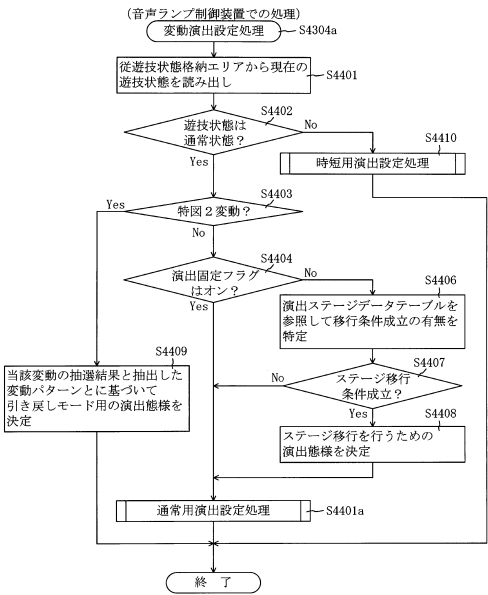 (音声ランプ制御装置での処理)
変動演出設定処理
S4304a
従遊技状態格納エリアから現在の
遊技状態を読み出し
S4401
S4402
遊技状態は
通常状態?
No
Yes
S4410
時短用演出設定処理
S4403
特図2変動?
Yes
No
S4404
演出固定フラグ
はオン?
No
Yes
S4406
演出ステージデータテーブルを
参照して移行条件成立の有無を
特定
S4407
ステージ移行
条件成立?
No
Yes
S4409
当該変動の抽選結果と抽出した
変動パターンとに基づいて
引き戻しモード用の演出態様を
決定
S4408
ステージ移行を行うための
演出態様を決定
通常用演出設定処理
S4401a
終 了